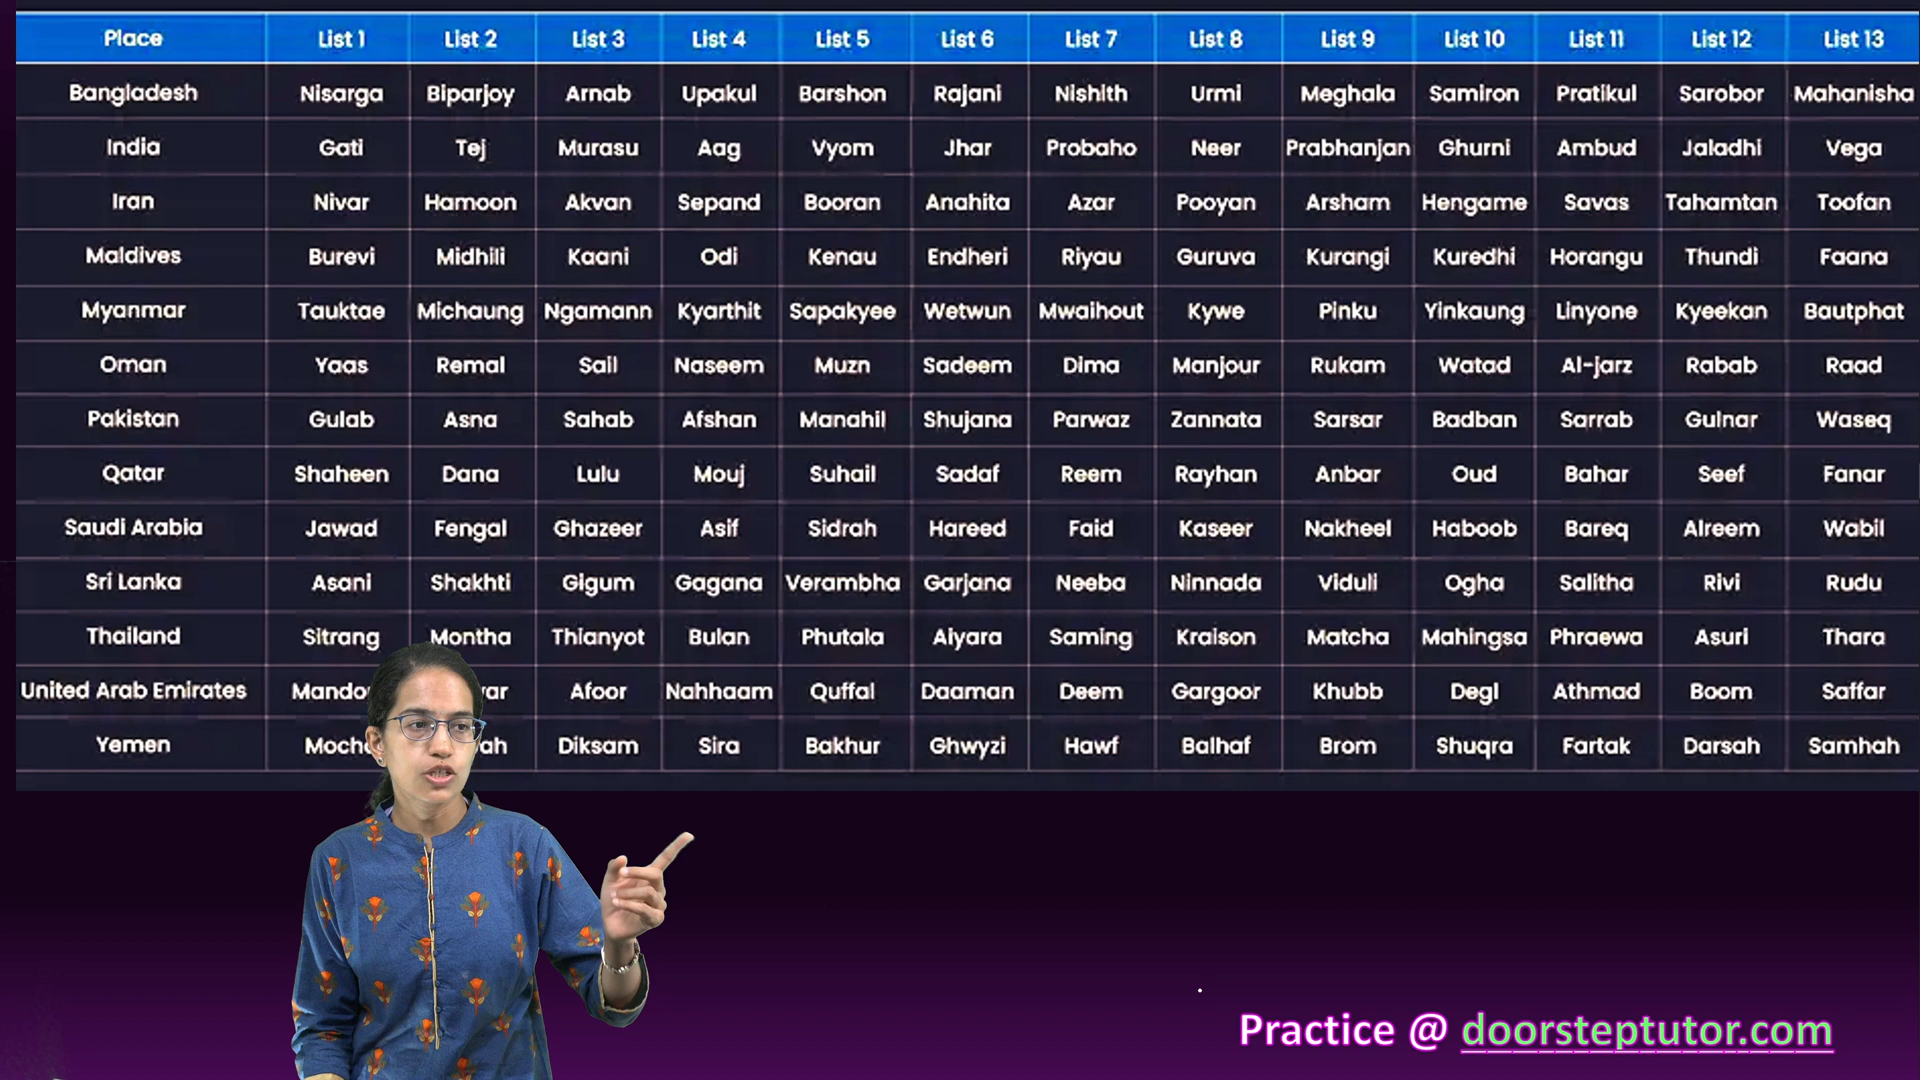 Place List 1 List 2 List 3 List 4 List 5 List 6 List 7 List 8 List 9 List 10 List 11 List 12 List 13
Bangladesh Nisarga Biparjoy Arnab Upakul Barshon Rajani Nishith Urmi Meghala Samiron Pratikul Sarobor Mahanisha
India Gati Tej Murasu Aag Vyom Jhar Probaho Neer Prabhanjan Ghurni Ambud Jaladhi Vega
Iran Nivar Hamoon Akvan Sepand Booran Anahita Azar Pooyan Arsham Hengame Savas Tahamtan Toofan
Maldives Burevi Midhili Kaani Odi Kenau Endheri Riyau Guruva Kurangi Kuredhi Horangu Thundi Faana
Myanmar Tauktae Michaung Ngamann Kyarthit Sapakyee Wetwun Mwaihout Kywe Pinku Yinkaung Linyone Kyeekan Bautphat
Oman Yaas Remal Sail Naseem Muzn Sadeem Dima Manjour Rukam Watad Al-jarz Rabab Raad
Pakistan Gulab Asna Sahab Afshan Manahil Shujana Parwaz Zannata Sarsar Badban Sarrab Gulnar Waseq
Qatar Shaheen Dana Lulu Mouj Suhail Sadaf Reem Rayhan Anbar Oud Bahar Seef Fanar
Saudi Arabia Jawad Fengal Ghazeer Asif Sidrah Hareed Faid Kaseer Nakheel Haboob Bareq Alreem Wabil
Sri Lanka Asani Shakhti Gigum Gagana Verambha Garjana Neeba Ninnada Viduli Ogha Salitha Rivi Rudu
Thailand Sitrang Montha Thianyot Bulan Phutala Aiyara Saming Kraison Matcha Mahingsa Phraewa Asuri Thara
United Arab Emirates Afoor Nahhaam Quffal Daaman Deem Gargoor Khubb Degl Athmad Boom Saffar
Yemen Diksam Sira Bakhur Ghwyzi Hawf Balhaf Brom Shuqra Fartak Darsah Samhah
Practice @ doorsteptutor.com